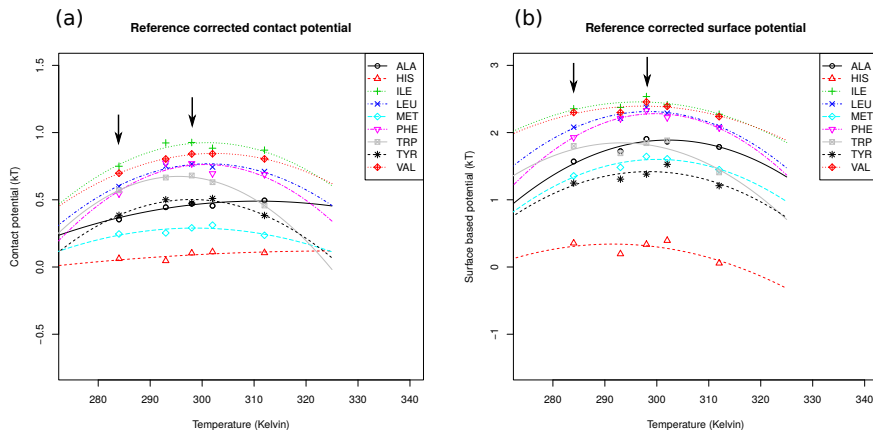 (a)
Reference corrected contact potential
Contact potential (kT)
1.5
1.0
0.5
0.0
−0.5
280 290 300 310 320 330 340
Temperature (Kelvin)
ALA
HIS
ILE
LEU
MET
PHE
TRP
TYR
VAL
(b)
Reference corrected surface potential
Surface based potential (kT)
3
2
1
0
−1
280 290 300 310 320 330 340
Temperature (Kelvin)
ALA
HIS
ILE
LEU
MET
PHE
TRP
TYR
VAL